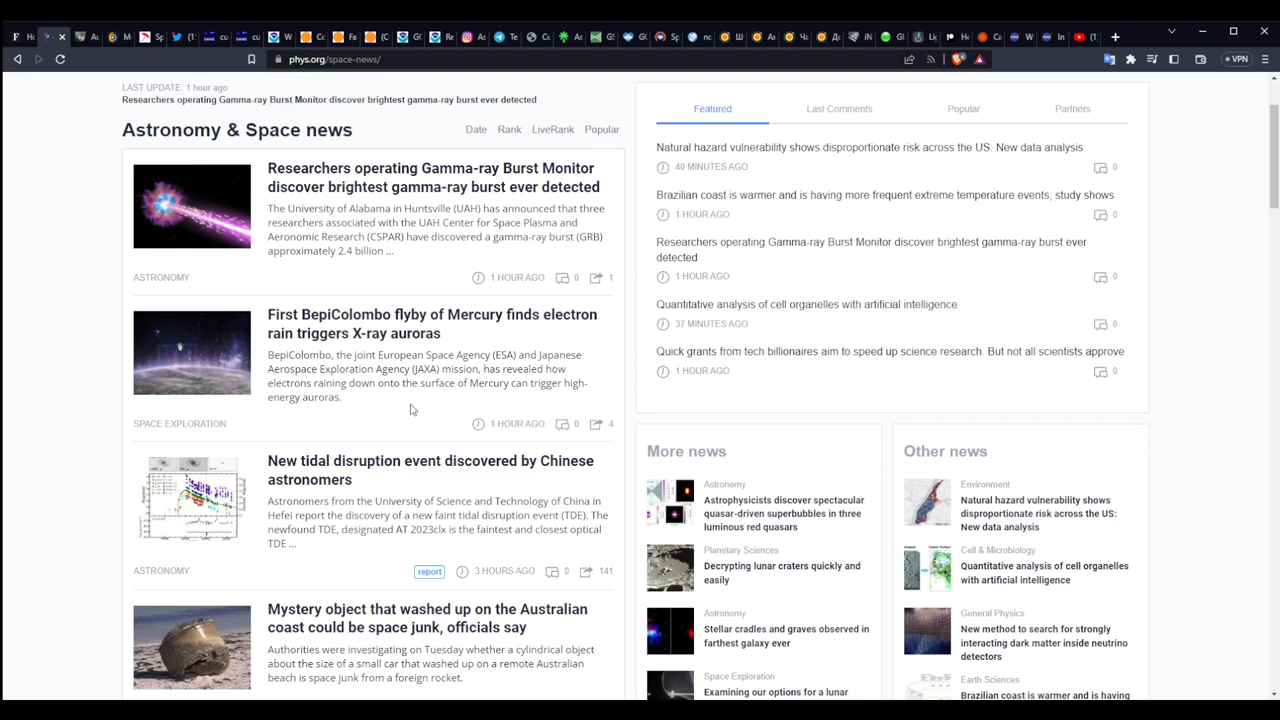 phys.org/space-news/
VPN
LAST UPDATE: 1 hour ago
Researchers operating Gamma-ray Burst Monitor discover brightest gamma-ray burst ever detected
Astronomy & Space news
Date Rank LiveRank Popular
Researchers operating Gamma-ray Burst Monitor
discover brightest gamma-ray burst ever detected
The University of Alabama in Huntsville (UAH) has announced that three
researchers associated with the UAH Center for Space Plasma and
Aeronomic Research (CSPAR) have discovered a gamma-ray burst (GRB)
approximately 2.4 billion ...
ASTRONOMY 1 HOUR AGO 0 1
First BepiColombo flyby of Mercury finds electron
rain triggers X-ray auroras
BepiColombo, the joint European Space Agency (ESA) and Japanese
Aerospace Exploration Agency (JAXA) mission, has revealed how
electrons raining down onto the surface of Mercury can trigger high-
energy auroras.
SPACE EXPLORATION 1 HOUR AGO 0 4
New tidal disruption event discovered by Chinese
astronomers
Astronomers from the University of Science and Technology of China in
Hefei report the discovery of a new faint tidal disruption event (TDE). The
newfound TDE, designated AT 2023clx is the faintest and closest optical
TDE ...
ASTRONOMY report 3 HOURS AGO 0 141
Mystery object that washed up on the Australian
coast could be space junk, officials say
Authorities were investigating on Tuesday whether a cylindrical object
about the size of a small car that washed up on a remote Australian
beach is space junk from a foreign rocket.
Featured Last Comments Popular Partners
Natural hazard vulnerability shows disproportionate risk across the US: New data analysis
40 MINUTES AGO 0
Brazilian coast is warmer and is having more frequent extreme temperature events, study shows
1 HOUR AGO 0
Researchers operating Gamma-ray Burst Monitor discover brightest gamma-ray burst ever
detected
1 HOUR AGO 0
Quantitative analysis of cell organelles with artificial intelligence
37 MINUTES AGO 0
Quick grants from tech billionaires aim to speed up science research. But not all scientists approve
1 HOUR AGO 0
More news
Astronomy
Astrophysicists discover spectacular
quasar-driven superbubbles in three
luminous red quasars
Planetary Sciences
Decrypting lunar craters quickly and
easily
Astronomy
Stellar cradles and graves observed in
farthest galaxy ever
Space Exploration
Examining our options for a lunar
Other news
Environment
Natural hazard vulnerability shows
disproportionate risk across the US:
New data analysis
Cell & Microbiology
Quantitative analysis of cell organelles
with artificial intelligence
General Physics
New method to search for strongly
interacting dark matter inside neutrino
detectors
Earth Sciences
Brazilian coast is warmer and is having